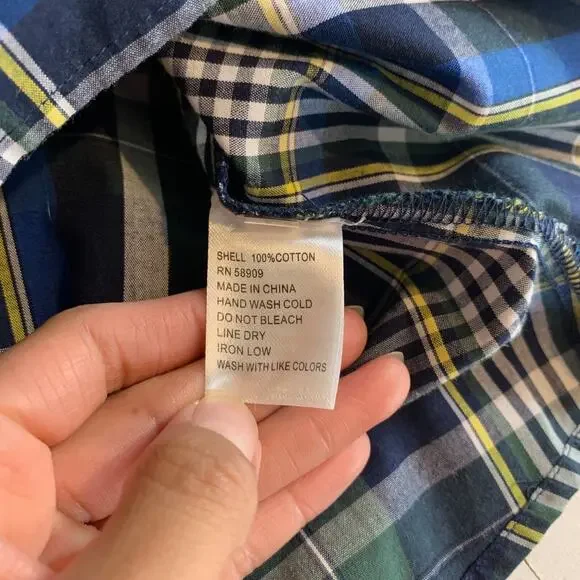 SHELL 100%COTTON
RN 58909
MADE IN CHINA
HAND WASH COLD
DO NOT BLEACH
LINE DRY
IRON LOW
WASH WITH LIKE COLORS